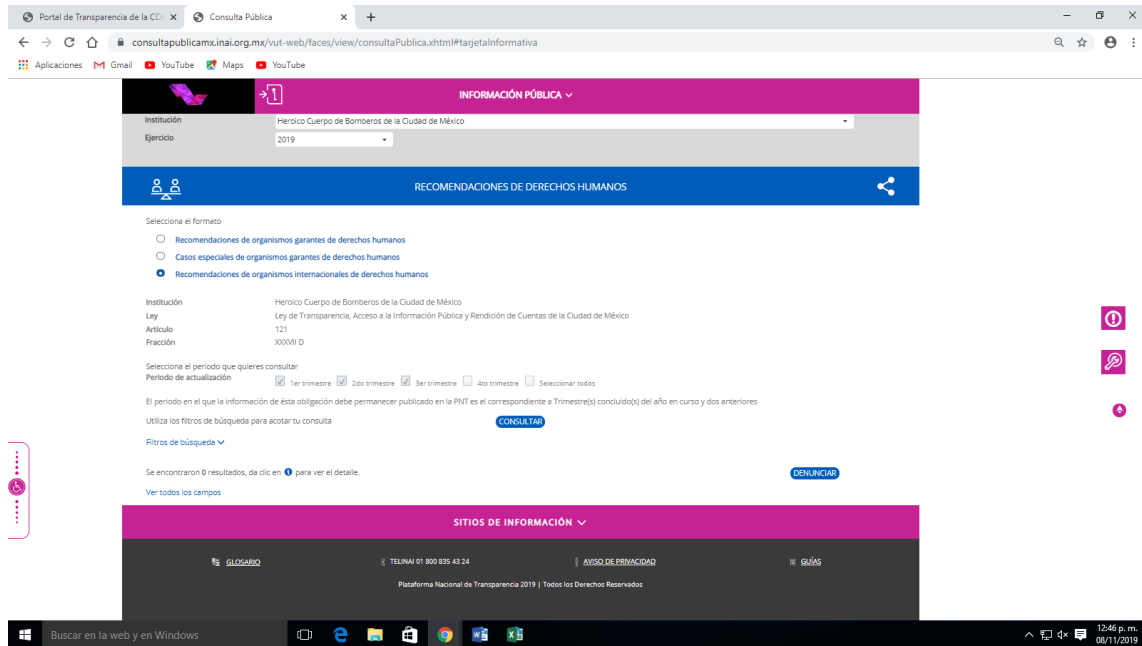 Portal de Transparencia de la CD
Consulta Pública
consultapublicamx.inai.org.mx/vut-web/faces/view/consultaPublica.xhtml#tarjetaInformativa
Aplicaciones Gmail YouTube Maps YouTube
INFORMACIÓN PÚBLICA
Institución Heroico Cuerpo de Bomberos de la Ciudad de México
Ejercicio 2019
RECOMENDACIONES DE DERECHOS HUMANOS
Selecciona el formato
Recomendaciones de organismos garantes de derechos humanos
Casos especiales de organismos garantes de derechos humanos
Recomendaciones de organismos internacionales de derechos humanos
Institución Heroico Cuerpo de Bomberos de la Ciudad de México
Ley Ley de Transparencia, Acceso a la Información Pública y Rendición de Cuentas de la Ciudad de México
Artículo 121
Fracción XXXVII D
Selecciona el periodo que quieres consultar
Periodo de actualización 1er trimestre 2do trimestre 3er trimestre 4to trimestre Seleccionar todos
El periodo en el que la información de ésta obligación debe permanecer publicado en la PNT es el correspondiente a Trimestre(s) concluido(s) del año en curso y dos anteriores
Utiliza los filtros de búsqueda para acotar tu consulta CONSULTAR
Filtros de búsqueda
Se encontraron 0 resultados, da clic en i para ver el detalle. DENUNCIAR
Ver todos los campos
SITIOS DE INFORMACIÓN
GLOSARIO TELINAI 01 800 835 43 24 AVISO DE PRIVACIDAD GUÍAS
Plataforma Nacional de Transparencia 2019 | Todos los Derechos Reservados
Buscar en la web y en Windows
12:46 p. m.
08/11/2019